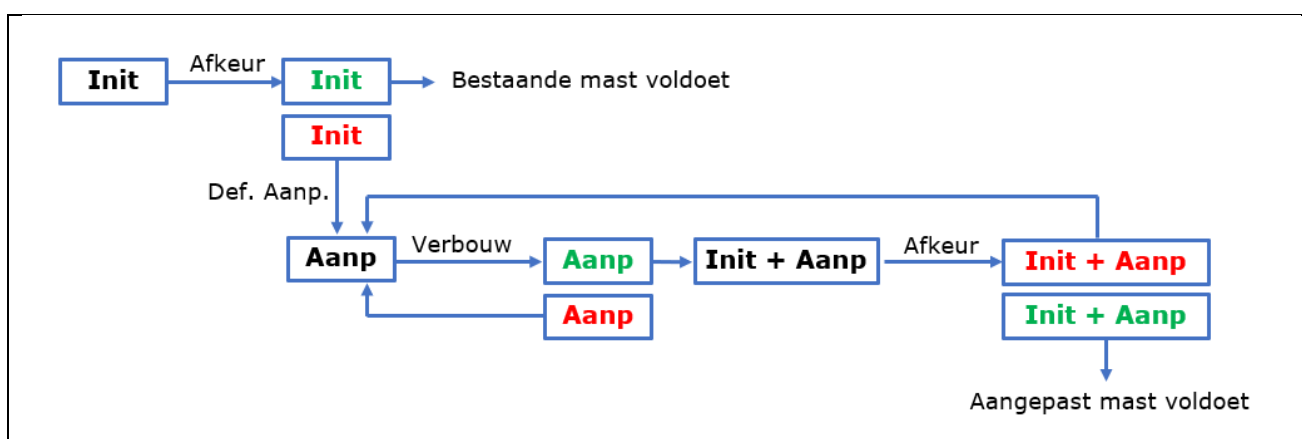 Afkeur
Init
Init
Bestaande mast voldoet
Init
Def. Aanp.
Verbouw
Afkeur
Aanp
Aanp
Init + Aanp
Init + Aanp
Aanp
Init + Aanp
Aangepast mast voldoet